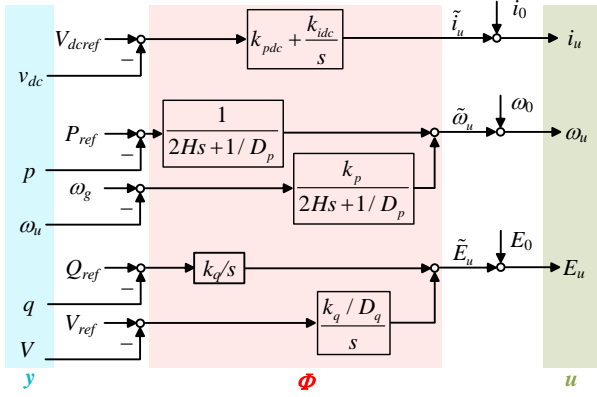 V_dcref − v_dc k_pdc + k_idc / s ĩ_u i_0 i_u
P_ref − p 1 / (2Hs + 1/D_p) ω̃_u ω_0 ω_u
ω_g − ω_u k_p / (2Hs + 1/D_p)
Q_ref − q k_q/s Ẽ_u E_0 E_u
V_ref − V (k_q / D_q) / s
y Φ u